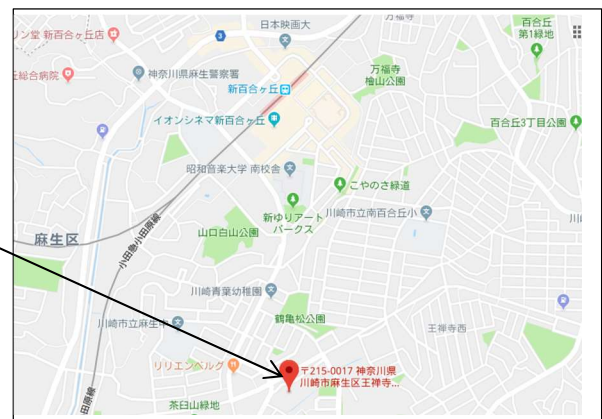 日本映画大
万福寺
百合丘
第1緑地
リン堂 新百合ヶ丘店
3
丘総合病院
神奈川県麻生警察署
新百合ヶ丘
万福寺
檜山公園
イオンシネマ新百合ヶ丘
百合丘3丁目公園
昭和音楽大学 南校舎
こやのさ緑道
新ゆりアート
パークス
川崎市立南百合丘小
山口白山公園
麻生区
小田急小田原線
川崎青葉幼稚園
鶴亀松公園
川崎市立麻生中
王禅寺西
リリエンベルグ
〒215-0017 神奈川県
川崎市麻生区王禅寺...
茶臼山緑地
田原線